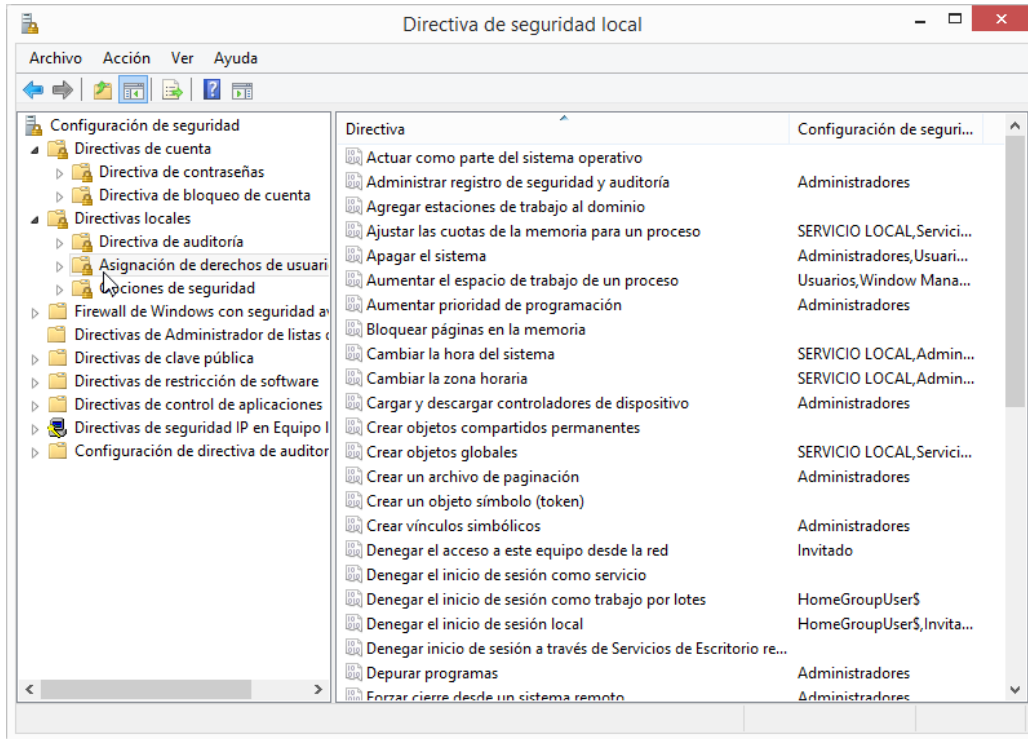 Directiva de seguridad local
Archivo Acción Ver Ayuda
Configuración de seguridad
Directivas de cuenta
Directiva de contraseñas
Directiva de bloqueo de cuenta
Directivas locales
Directiva de auditoría
Asignación de derechos de usuari
Opciones de seguridad
Firewall de Windows con seguridad av
Directivas de Administrador de listas d
Directivas de clave pública
Directivas de restricción de software
Directivas de control de aplicaciones
Directivas de seguridad IP en Equipo l
Configuración de directiva de auditor
Directiva Configuración de seguri...
Actuar como parte del sistema operativo
Administrar registro de seguridad y auditoría Administradores
Agregar estaciones de trabajo al dominio
Ajustar las cuotas de la memoria para un proceso SERVICIO LOCAL,Servici...
Apagar el sistema Administradores,Usuari...
Aumentar el espacio de trabajo de un proceso Usuarios,Window Mana...
Aumentar prioridad de programación Administradores
Bloquear páginas en la memoria
Cambiar la hora del sistema SERVICIO LOCAL,Admin...
Cambiar la zona horaria SERVICIO LOCAL,Admin...
Cargar y descargar controladores de dispositivo Administradores
Crear objetos compartidos permanentes
Crear objetos globales SERVICIO LOCAL,Servici...
Crear un archivo de paginación Administradores
Crear un objeto símbolo (token)
Crear vínculos simbólicos Administradores
Denegar el acceso a este equipo desde la red Invitado
Denegar el inicio de sesión como servicio
Denegar el inicio de sesión como trabajo por lotes HomeGroupUser$
Denegar el inicio de sesión local HomeGroupUser$,Invita...
Denegar inicio de sesión a través de Servicios de Escritorio re...
Depurar programas Administradores
Forzar cierre desde un sistema remoto Administradores